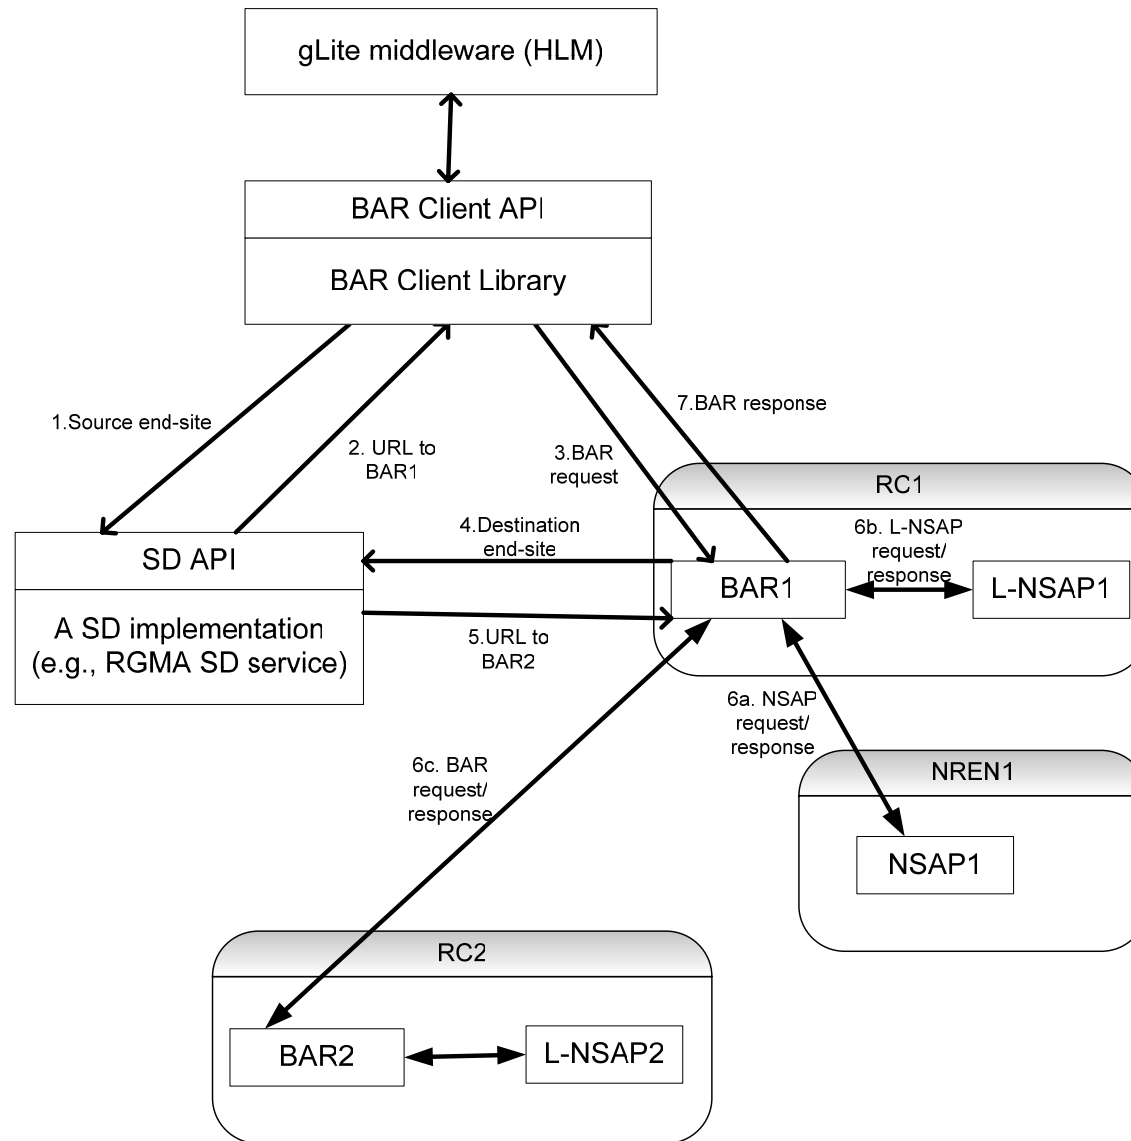 gLite middleware (HLM)
BAR Client API
BAR Client Library
1.Source end-site
2. URL to
BAR1
3.BAR
request
7.BAR response
RC1
4.Destination
end-site
6b. L-NSAP
request/
response
SD API
BAR1
L-NSAP1
A SD implementation
(e.g., RGMA SD service)
5.URL to
BAR2
6a. NSAP
request/
response
6c. BAR
request/
response
NREN1
NSAP1
RC2
BAR2
L-NSAP2